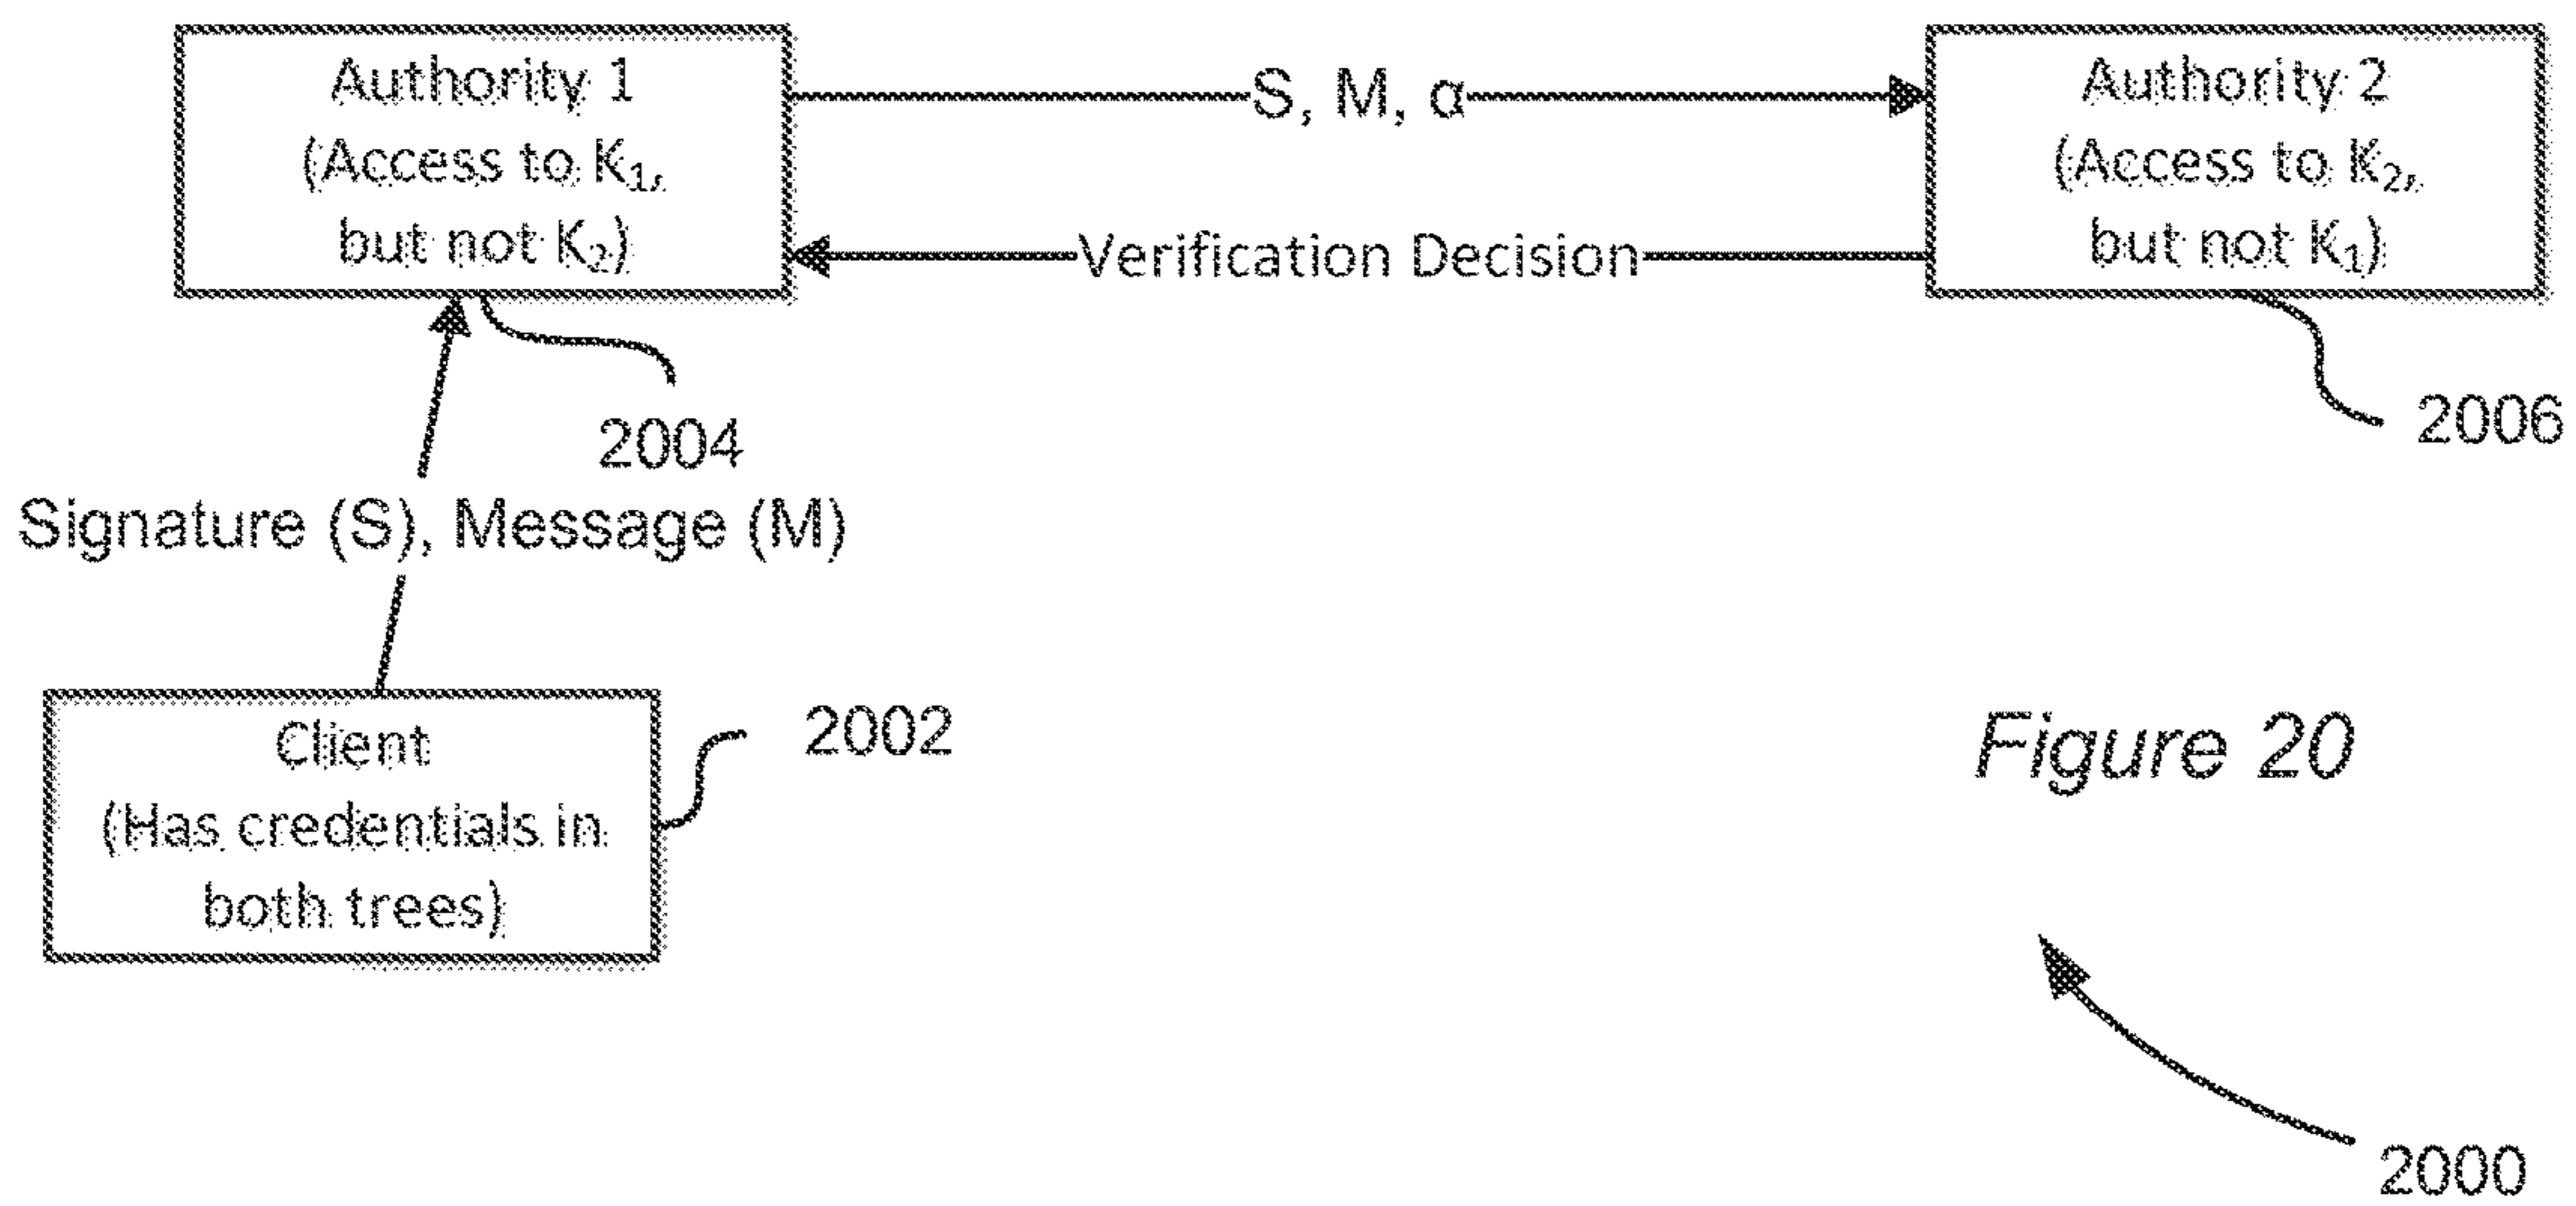 Authority 1
(Access to K₁,
but not K₂)
S, M, α
Verification Decision
Authority 2
(Access to K₂,
but not K₁)
2004
2006
Signature (S), Message (M)
Client
(Has credentials in
both trees)
2002
Figure 20
2000